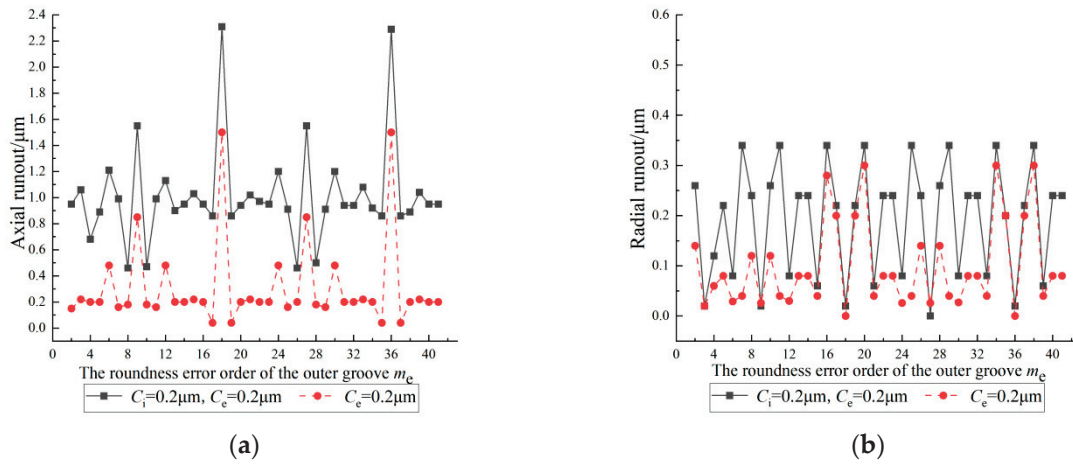 2.4
2.2
2.0
1.8
1.6
1.4
1.2
1.0
0.8
0.6
0.4
0.2
0.0
Axial runout/μm
0 4 8 12 16 20 24 28 32 36 40
The roundness error order of the outer groove mₑ
Cᵢ=0.2μm, Cₑ=0.2μm Cₑ=0.2μm
(a)
0.6
0.5
0.4
0.3
0.2
0.1
0.0
Radial runout/μm
0 4 8 12 16 20 24 28 32 36 40
The roundness error order of the outer groove mₑ
Cᵢ=0.2μm, Cₑ=0.2μm Cₑ=0.2μm
(b)